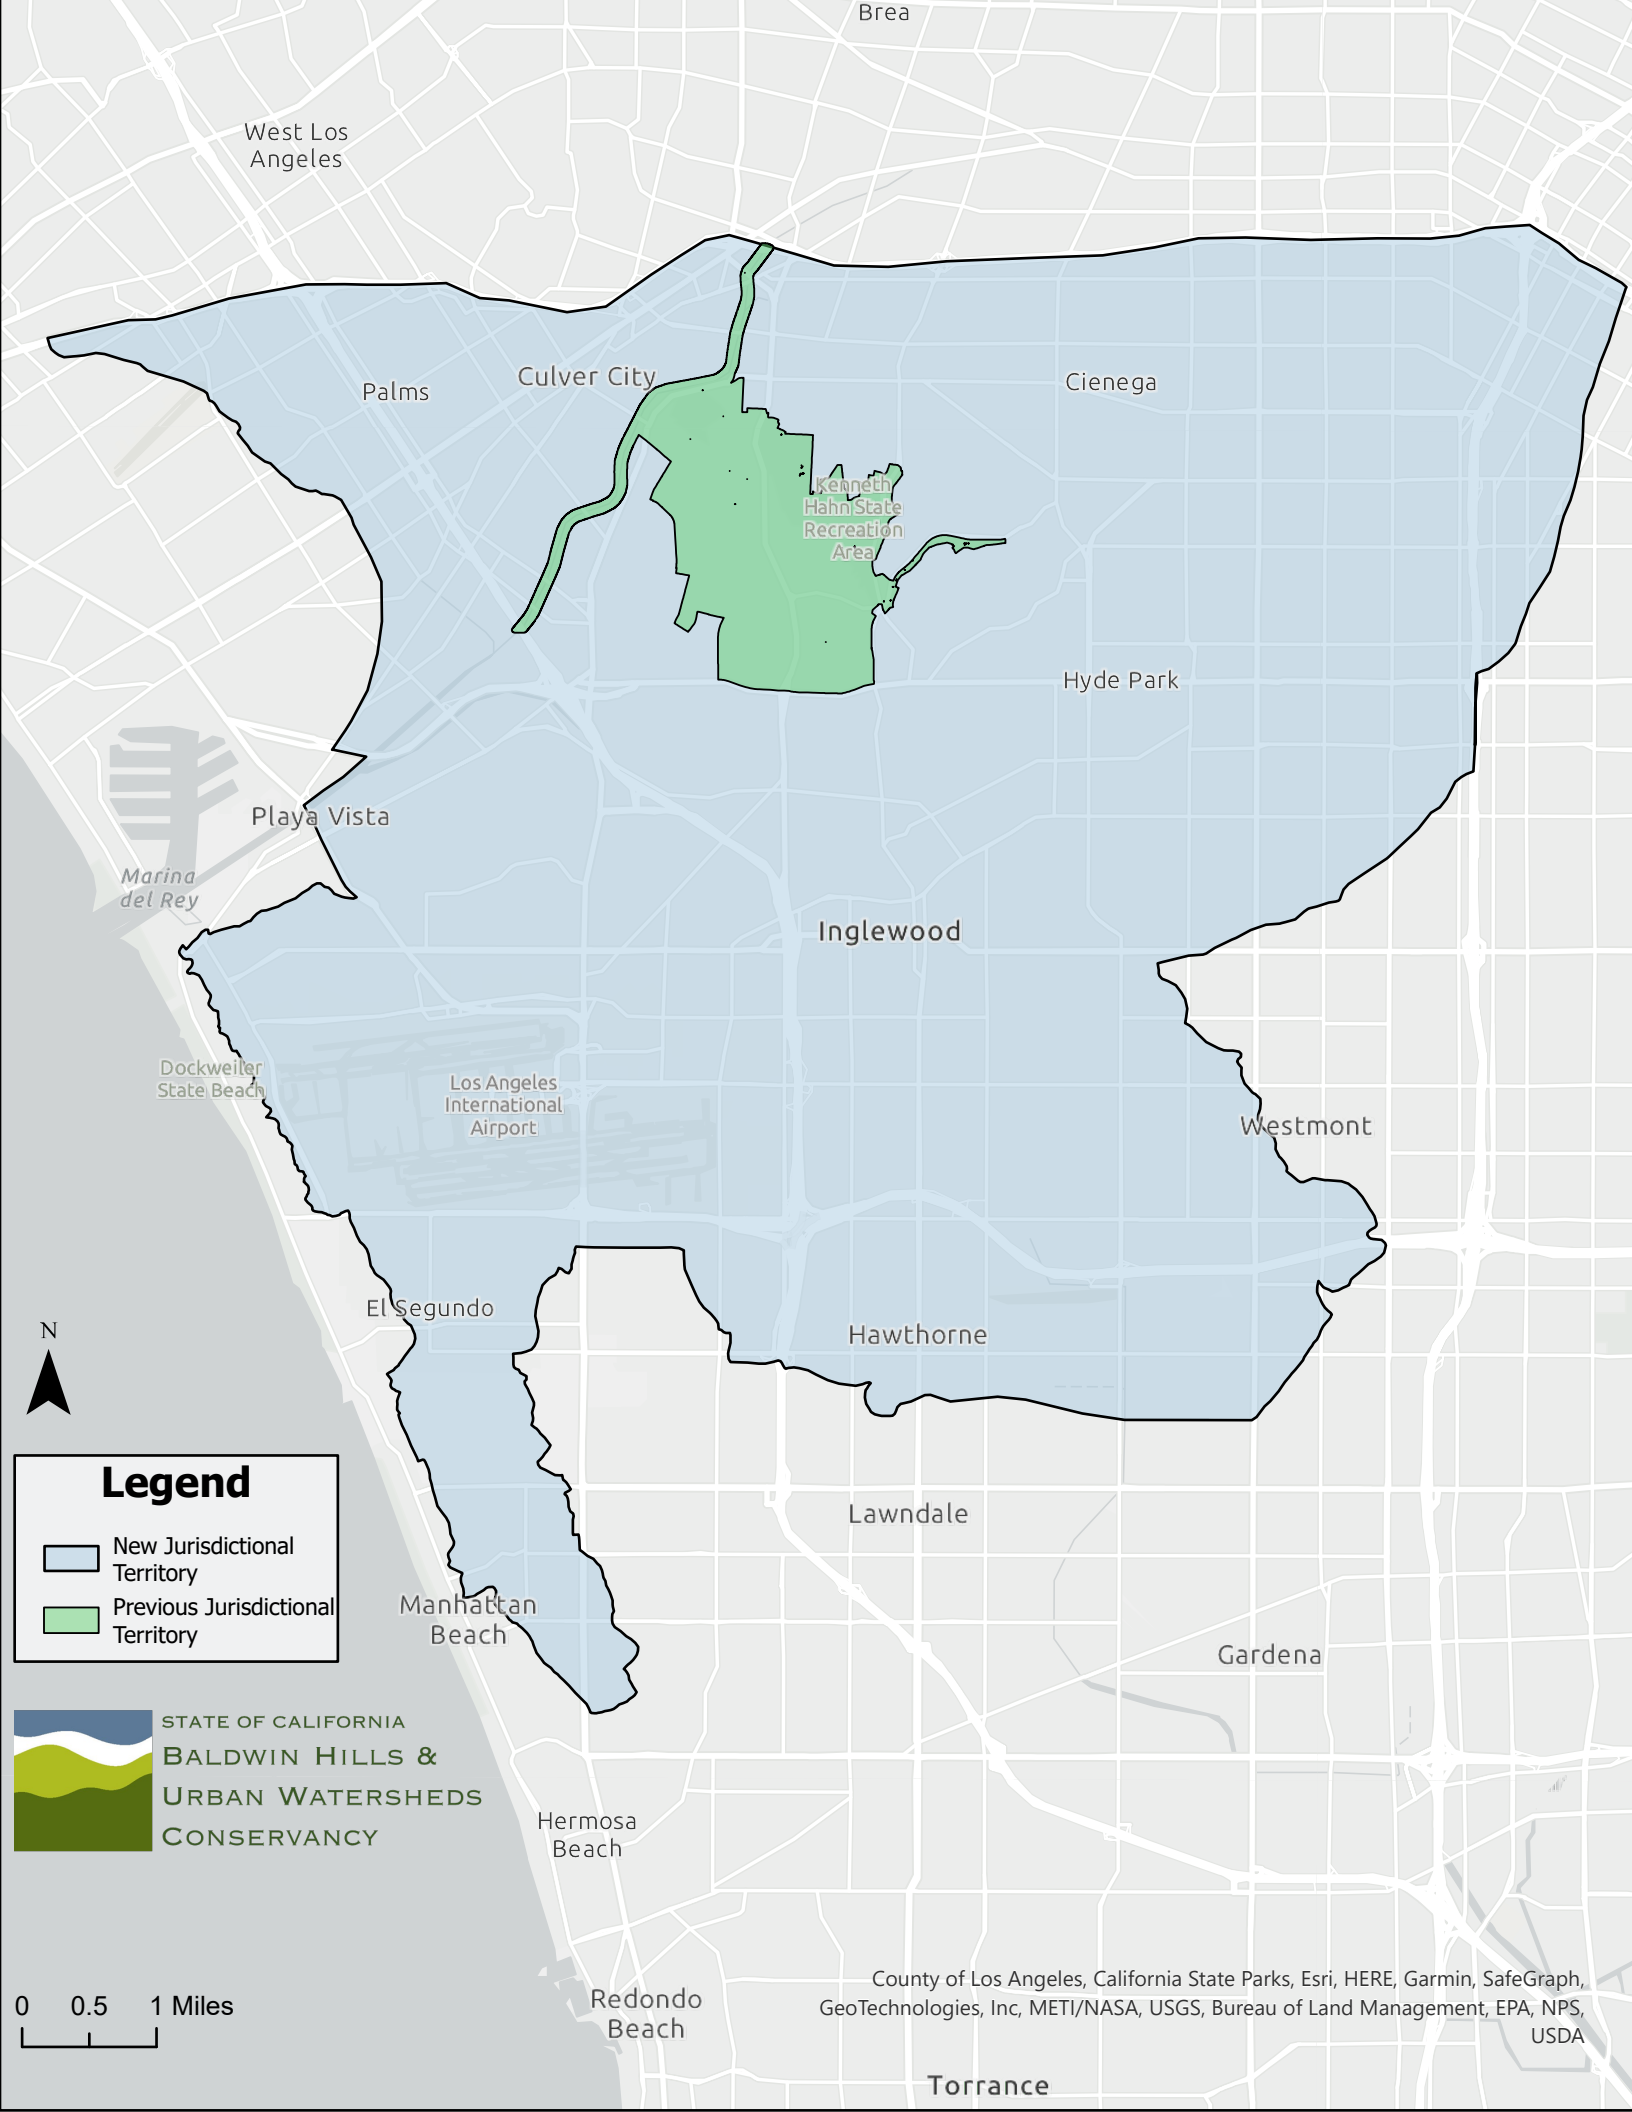 Brea
West Los
Angeles
Culver City
Palms
Cienega
Kenneth
Hahn State
Recreation
Area
Hyde Park
Playa Vista
Marina
del Rey
Inglewood
Dockweiler
State Beach
Los Angeles
International
Airport
Westmont
El Segundo
Hawthorne
N
Legend
New Jurisdictional
Territory
Previous Jurisdictional
Territory
Lawndale
Manhattan
Beach
Gardena
STATE OF CALIFORNIA
BALDWIN HILLS &
URBAN WATERSHEDS
CONSERVANCY
Hermosa
Beach
0 0.5 1 Miles
Redondo
Beach
County of Los Angeles, California State Parks, Esri, HERE, Garmin, SafeGraph,
GeoTechnologies, Inc, METI/NASA, USGS, Bureau of Land Management, EPA, NPS,
USDA
Torrance